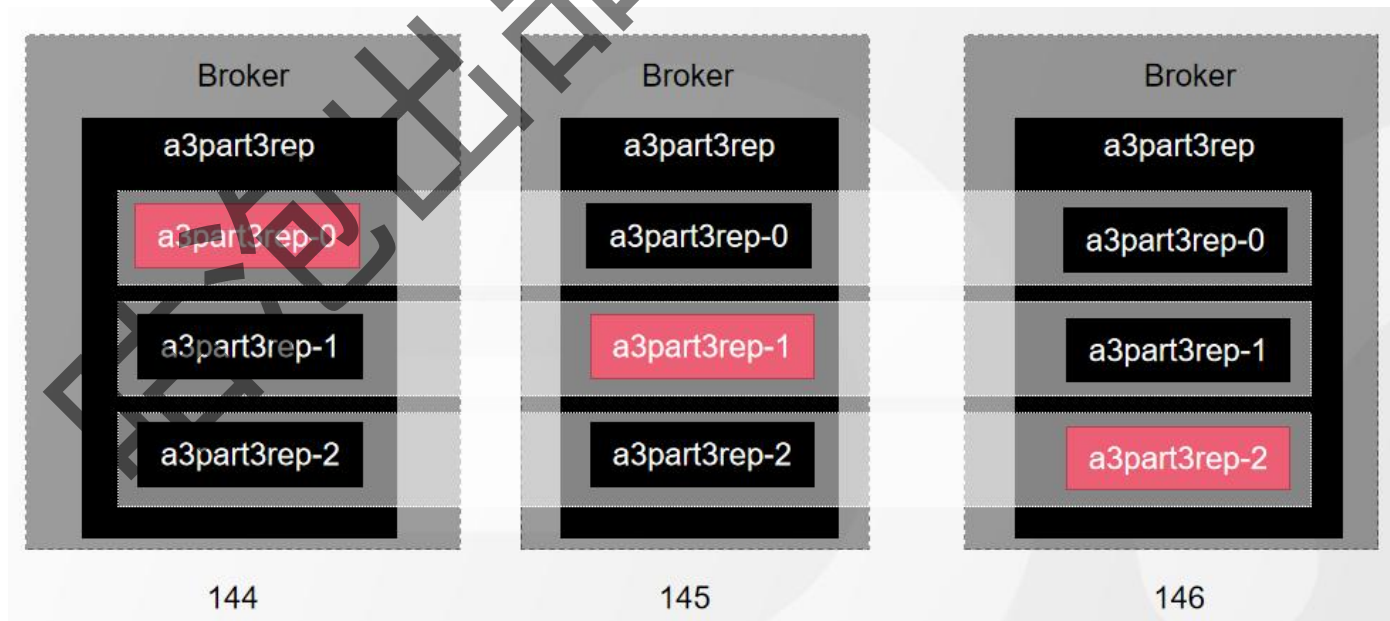 Broker Broker Broker
a3part3rep a3part3rep a3part3rep
a3part3rep-0 a3part3rep-0 a3part3rep-0
a3part3rep-1 a3part3rep-1 a3part3rep-1
a3part3rep-2 a3part3rep-2 a3part3rep-2
144 145 146